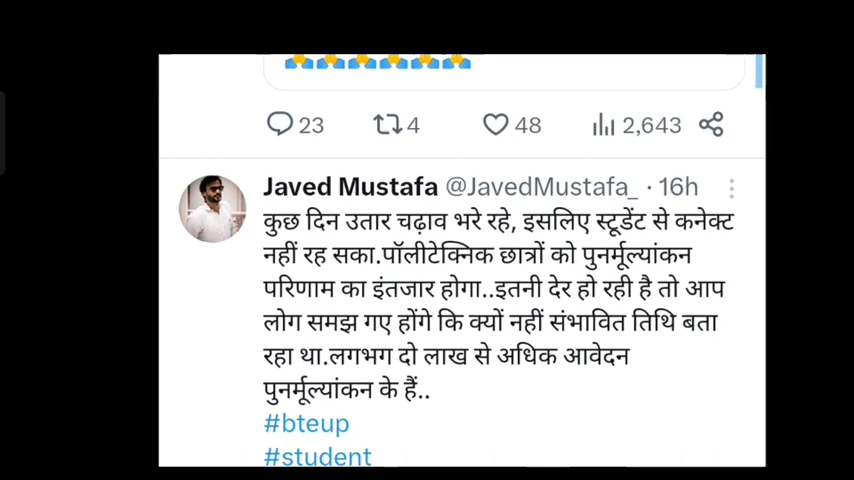 23 4 48 2,643
Javed Mustafa @JavedMustafa_ · 16h
कुछ दिन उतार चढ़ाव भरे रहे, इसलिए स्टूडेंट से कनेक्ट
नहीं रह सका.पॉलीटेक्निक छात्रों को पुनर्मूल्यांकन
परिणाम का इंतजार होगा..इतनी देर हो रही है तो आप
लोग समझ गए होंगे कि क्यों नहीं संभावित तिथि बता
रहा था.लगभग दो लाख से अधिक आवेदन
पुनर्मूल्यांकन के हैं..
#bteup
#student